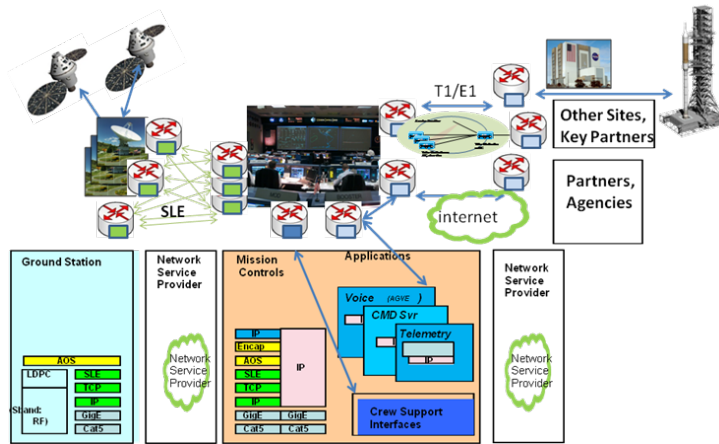 T1/E1
Other Sites,
Key Partners
Partners,
Agencies
internet
SLE
Ground Station
AOS
LDPC
SLE
TCP
IP
GigE
Cat5
(Sband:
RF)
Network
Service
Provider
Network
Service
Provider
Mission
Controls
IP
Encap
AOS
SLE
TCP
IP
GigE
GigE
Cat5
Cat5
IP
Applications
Voice
CMD Svr
Telemetry
IP
Crew Support
Interfaces
Network
Service
Provider
Network
Service
Provider